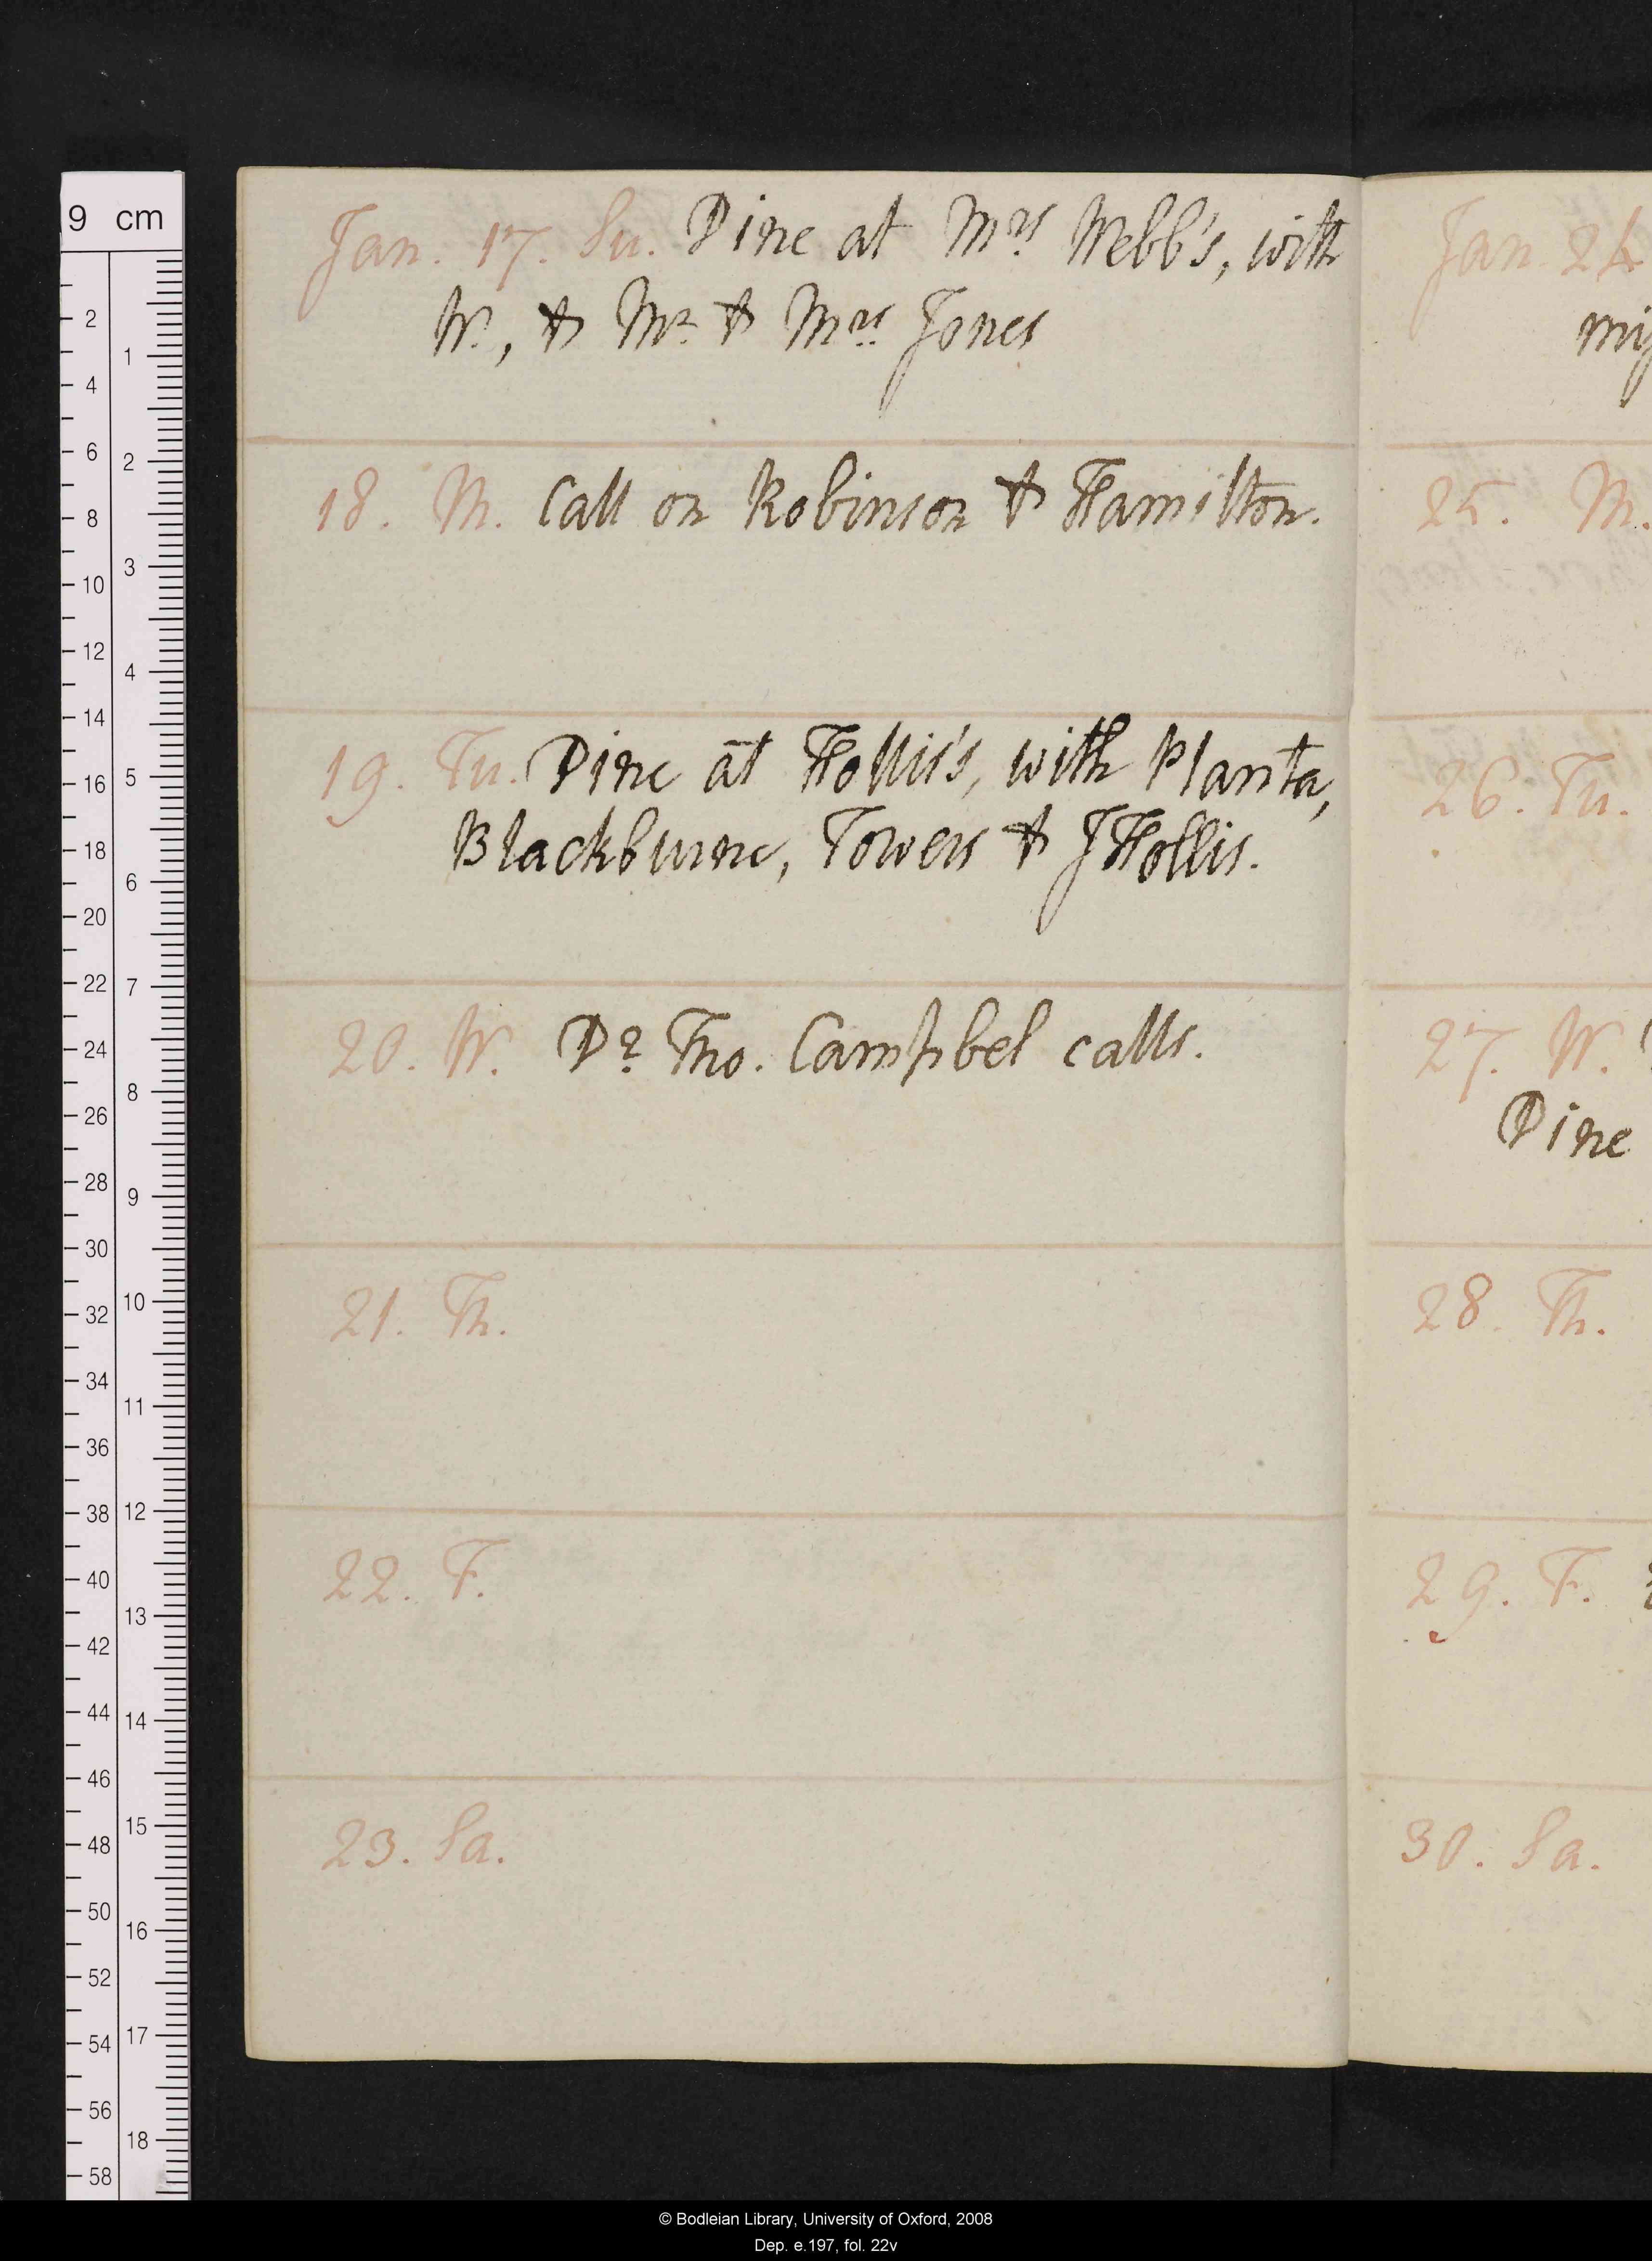 Jan. 17. Su. Dine at Mrs Webb's, with
W., & Mr. & Mrs. Jones
18. M. Call on Robinson & Hamilton.
19. Tu. Dine at Hollis's, with Planta,
Blackburne, Towers & J Hollis.
20. W. Dr. Tho. Campbel calls.
21. Th.
22. F.
23. Sa.
Jan 24
25. M.
26. Tu.
27. W.
Dine
28. Th.
29. F.
30. Sa.
9 cm
2
4
6
8
10
12
14
16
18
20
22
24
26
28
30
32
34
36
38
40
42
44
46
48
50
52
54
56
58
1
2
3
4
5
6
7
8
9
10
11
12
13
14
15
16
17
18
© Bodleian Library, University of Oxford, 2008
Dep. e.197, fol. 22v